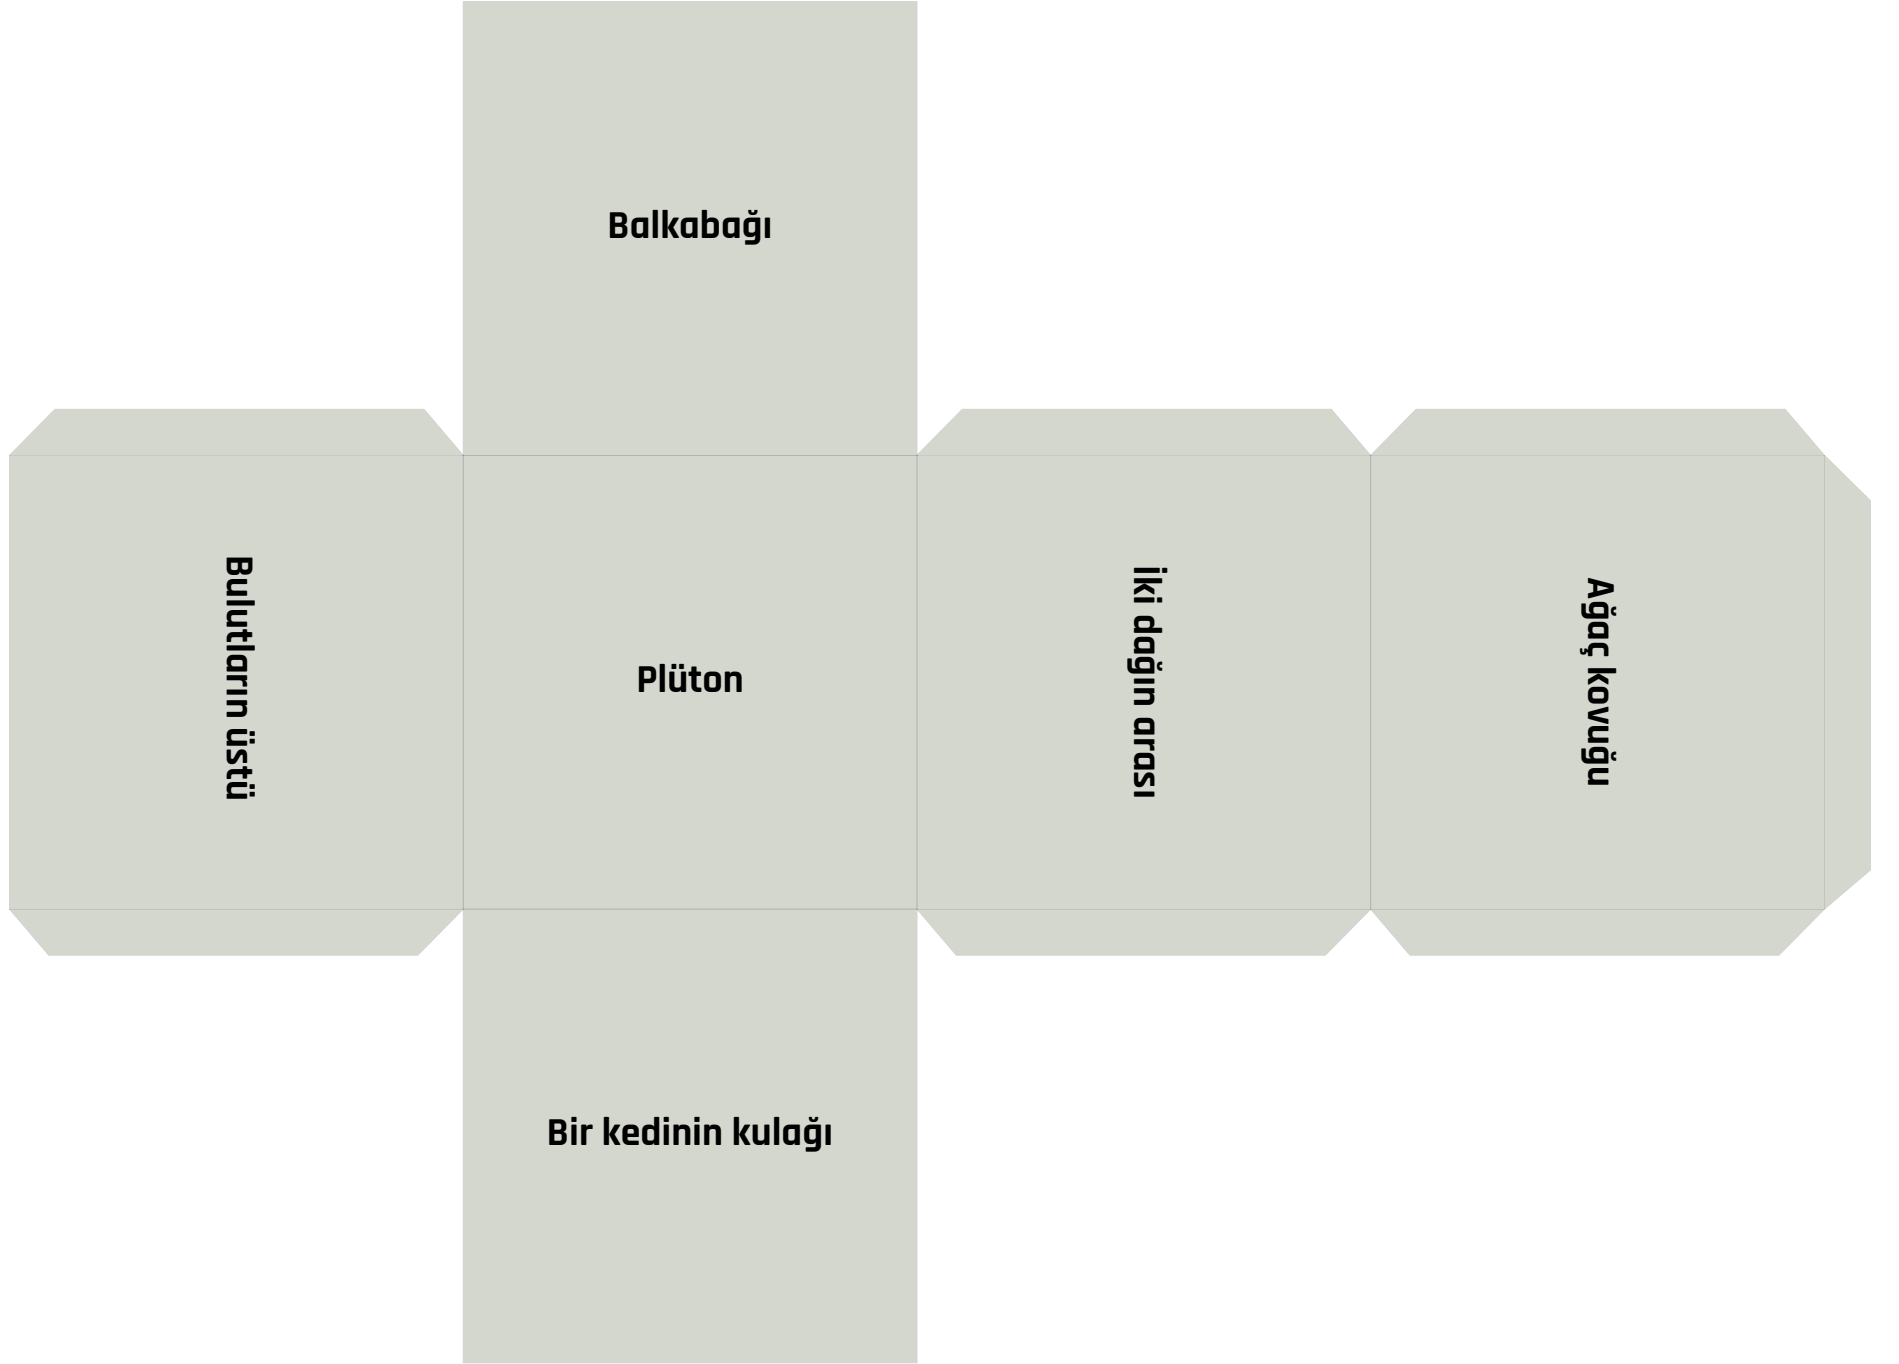 Balkabağı
Bulutların üstü
Plüton
İki dağın arası
Ağaç kovuğu
Bir kedinin kulağı